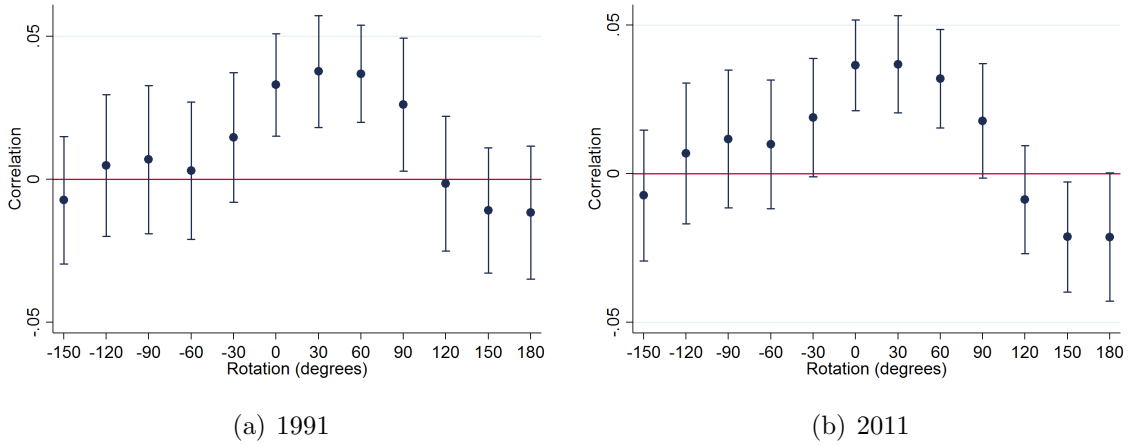 .05
0
-.05
Correlation
-150 -120 -90 -60 -30 0 30 60 90 120 150 180
Rotation (degrees)
(a) 1991
.05
0
-.05
Correlation
-150 -120 -90 -60 -30 0 30 60 90 120 150 180
Rotation (degrees)
(b) 2011